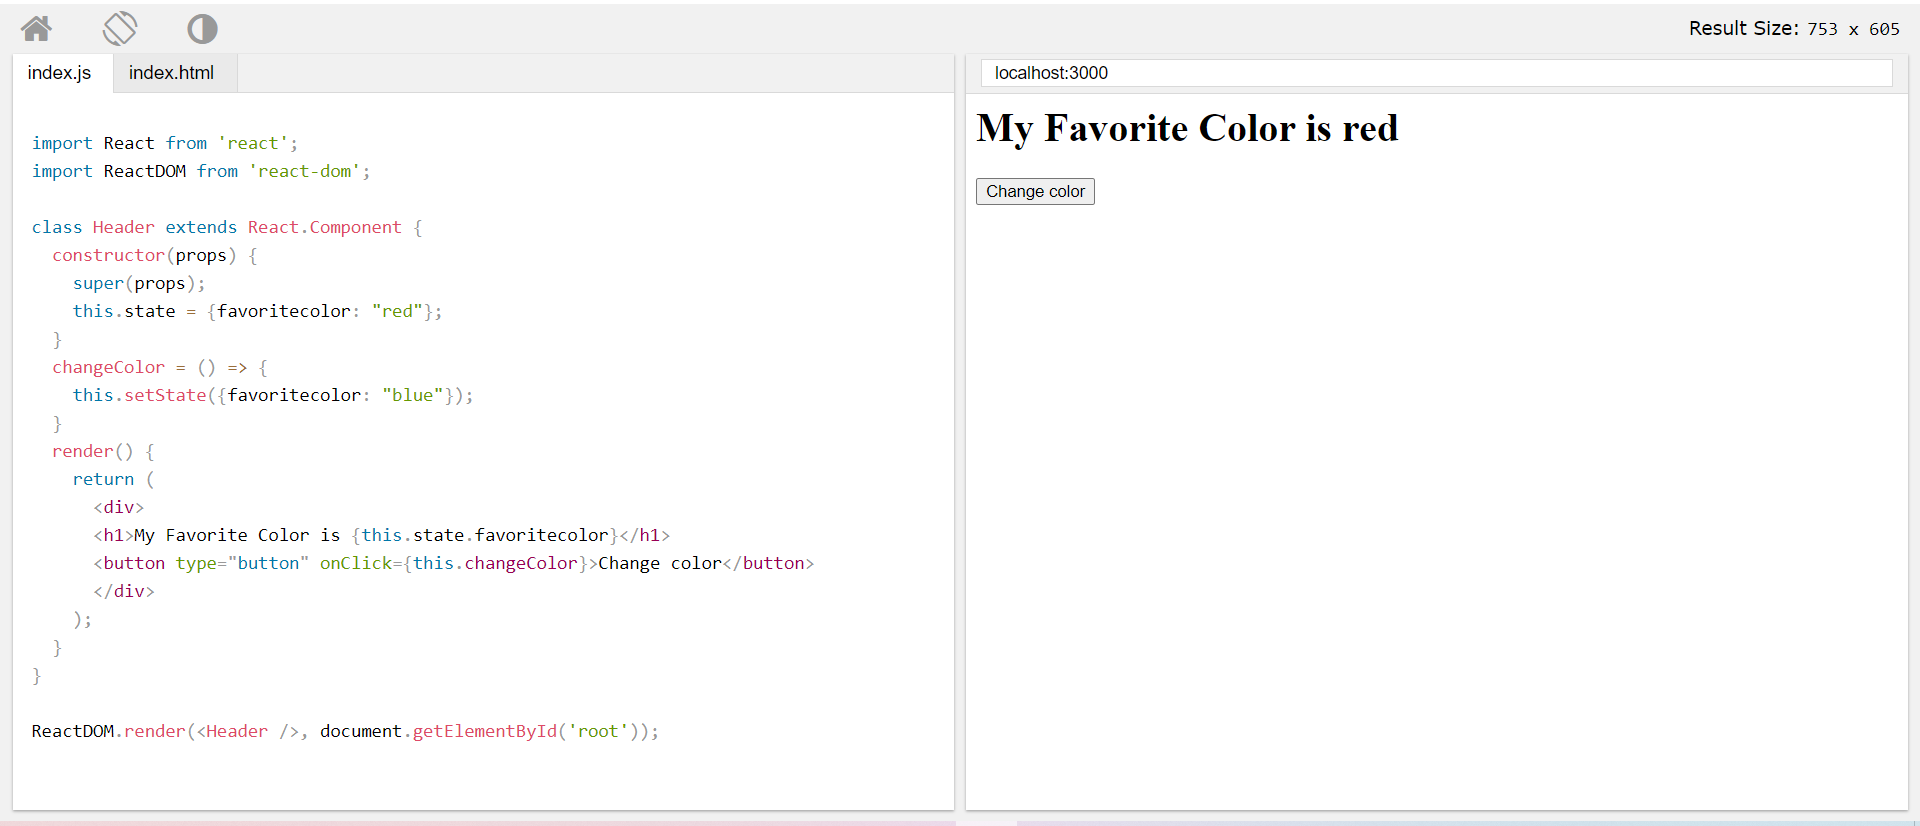 Result Size: 753 x 605
index.js index.html
import React from 'react';
import ReactDOM from 'react-dom';
class Header extends React.Component {
constructor(props) {
super(props);
this.state = {favoritecolor: "red"};
}
changeColor = () => {
this.setState({favoritecolor: "blue"});
}
render() {
return (
<div>
<h1>My Favorite Color is {this.state.favoritecolor}</h1>
<button type="button" onClick={this.changeColor}>Change color</button>
</div>
);
}
}
ReactDOM.render(<Header />, document.getElementById('root'));
localhost:3000
My Favorite Color is red
Change color